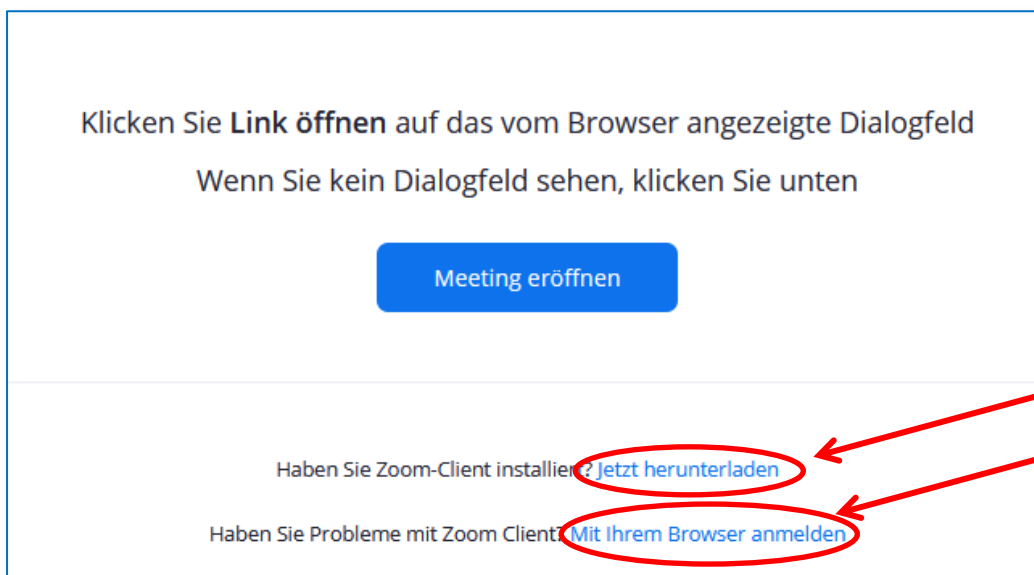 Klicken Sie Link öffnen auf das vom Browser angezeigte Dialogfeld
Wenn Sie kein Dialogfeld sehen, klicken Sie unten
Meeting eröffnen
Haben Sie Zoom-Client installiert? Jetzt herunterladen
Haben Sie Probleme mit Zoom Client? Mit Ihrem Browser anmelden